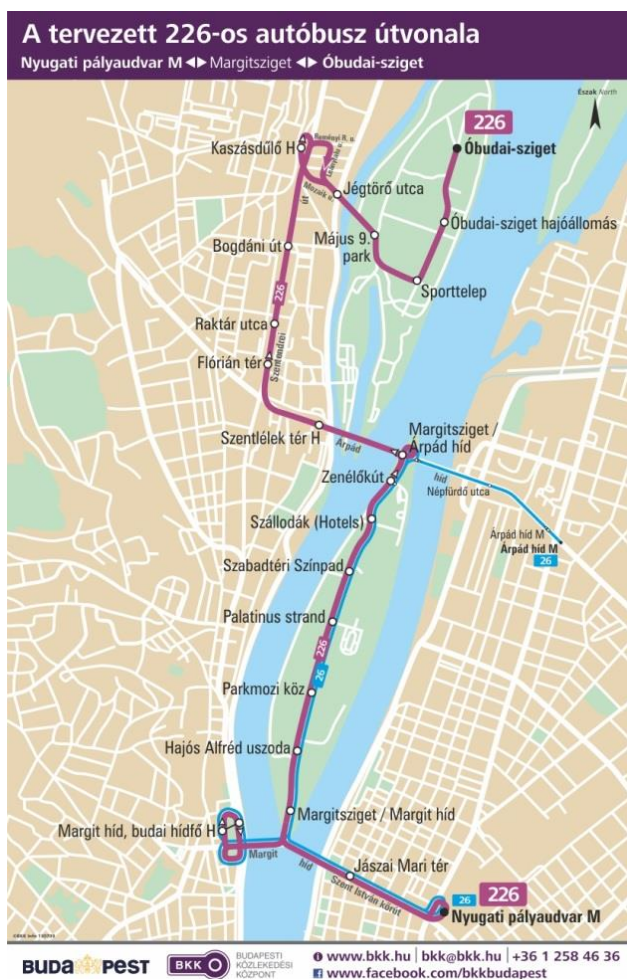 A tervezett 226-os autóbusz útvonala
Nyugati pályaudvar M ◄► Margitsziget ◄► Óbudai-sziget
Észak North
226
Óbudai-sziget
Kaszásdűlő H
Reményi R. u.
Mozaik u.
út
Jégtörő utca
Óbudai-sziget hajóállomás
Május 9.
park
Bogdáni út
Sporttelep
226
Raktár utca
Flórián tér
Szentendrei
Szentlélek tér H
Árpád
Margitsziget /
Árpád híd
híd
Zenélőkút
Népfürdő utca
Szállodák (Hotels)
Árpád híd M
Árpád híd M
26
Szabadtéri Színpad
Palatinus strand
226
26
Parkmozi köz
Hajós Alfréd uszoda
Margitsziget / Margit híd
Margit híd, budai hídfő H
Margit
híd
Jászai Mari tér
Szent István körút
26
226
Nyugati pályaudvar M
BUDAPEST
BKK
BUDAPESTI
KÖZLEKEDÉSI
KÖZPONT
www.bkk.hu | bkk@bkk.hu | +36 1 258 46 36
www.facebook.com/bkkbudapest